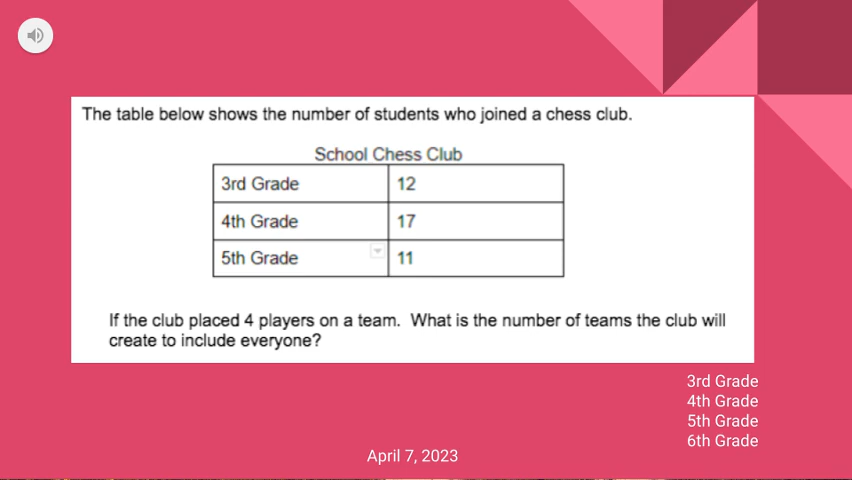 The table below shows the number of students who joined a chess club.
School Chess Club
3rd Grade 12
4th Grade 17
5th Grade 11
If the club placed 4 players on a team.  What is the number of teams the club will
create to include everyone?
3rd Grade
4th Grade
5th Grade
6th Grade
April 7, 2023